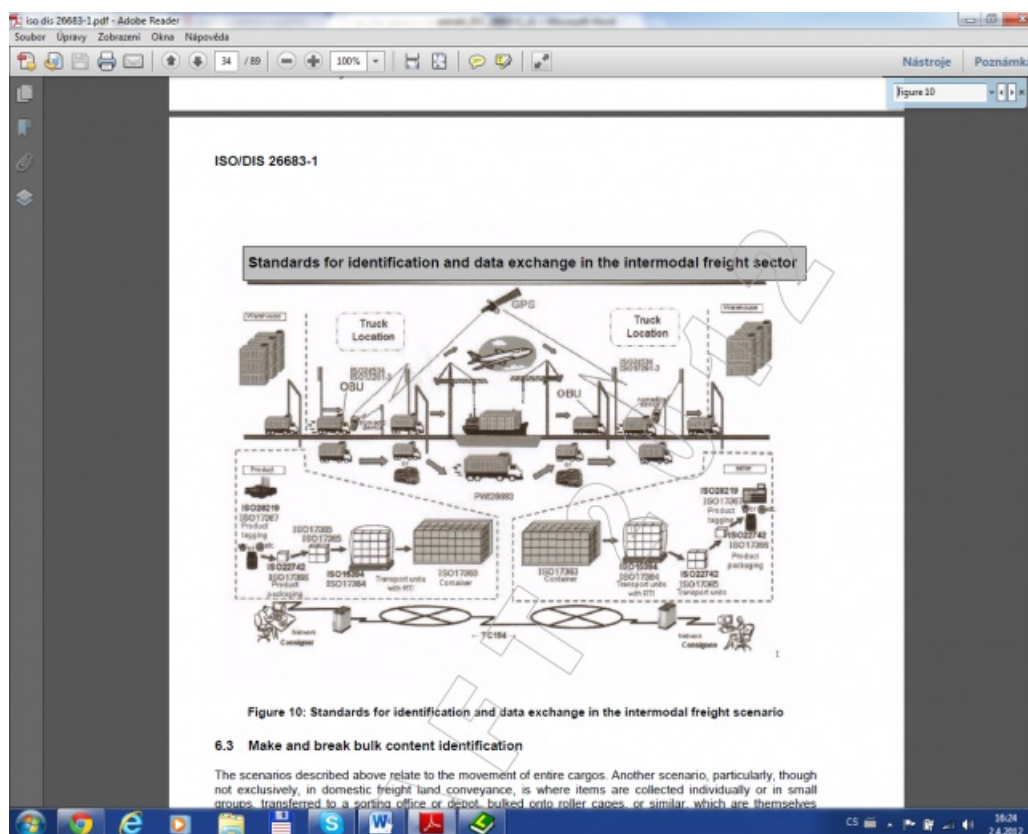 iso dis 26683-1.pdf - Adobe Reader
Soubor Úpravy Zobrazení Okna Nápověda
34 / 89 100% Nástroje Poznámk
figure 10
ISO/DIS 26683-1
Standards for identification and data exchange in the intermodal freight sector
GPS
Warehouse
Truck
Location
Truck
Location
Warehouse
OBU
OBU
or
or
Product
ISO28219
ISO17367
Product
tagging
ISO17365
ISO22742
ISO17366
Product
packaging
ISO15394
ISO17364
Transport units
with RTI
ISO17363
Container
ISO17363
Container
ISO15394
ISO17364
Transport units
with RTI
ISO22742
ISO17365
Transport units
ISO28219
ISO17367
Product
tagging
ISO22742
ISO17366
Product
packaging
Network
Consigner
← TC154 →
Network
Consignee
1
Figure 10: Standards for identification and data exchange in the intermodal freight scenario
6.3 Make and break bulk content identification
The scenarios described above relate to the movement of entire cargos. Another scenario, particularly, though
not exclusively, in domestic freight land conveyance, is where items are collected individually or in small
groups, transferred to a sorting office or depot, bulked onto roller cages, or similar, which are themselves
CS
16:24